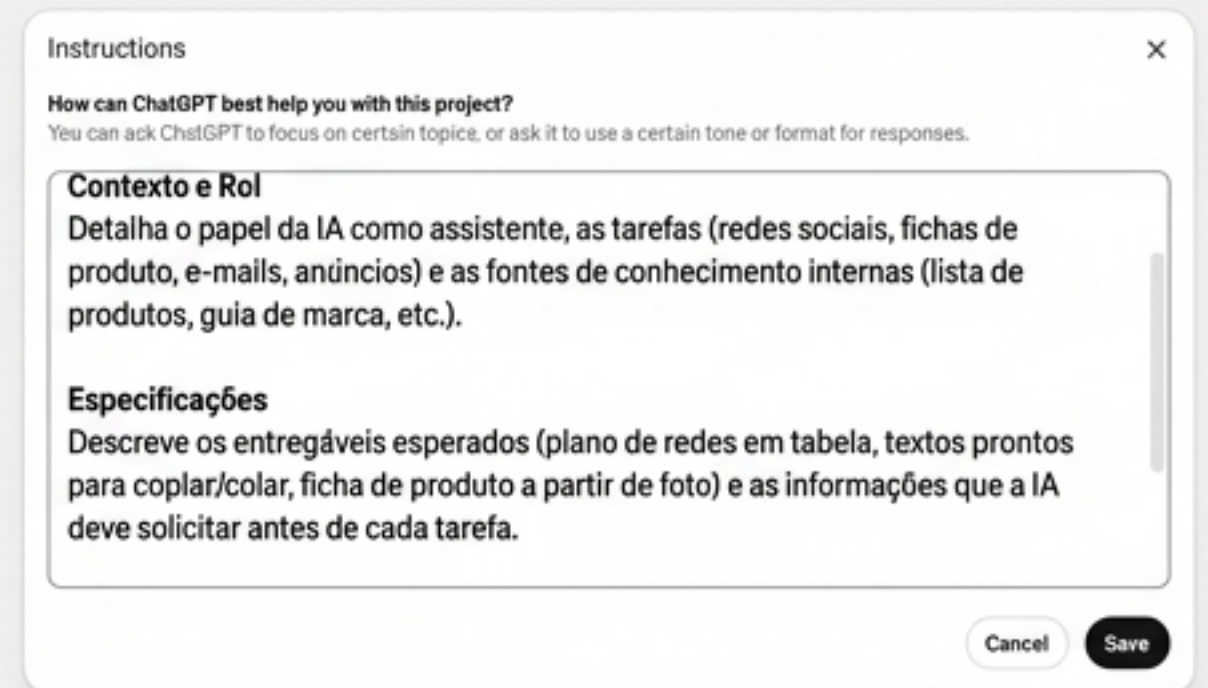 Instructions
How can ChatGPT best help you with this project?
You can ack ChstGPT to focus on certsin topice, or ask it to use a certain tone or format for responses.
Contexto e Rol
Detalha o papel da IA como assistente, as tarefas (redes sociais, fichas de
produto, e-mails, anúncios) e as fontes de conhecimento internas (lista de
produtos, guia de marca, etc.).
Especificações
Descreve os entregáveis esperados (plano de redes em tabela, textos prontos
para coplar/colar, ficha de produto a partir de foto) e as informações que a IA
deve solicitar antes de cada tarefa.
Cancel
Save